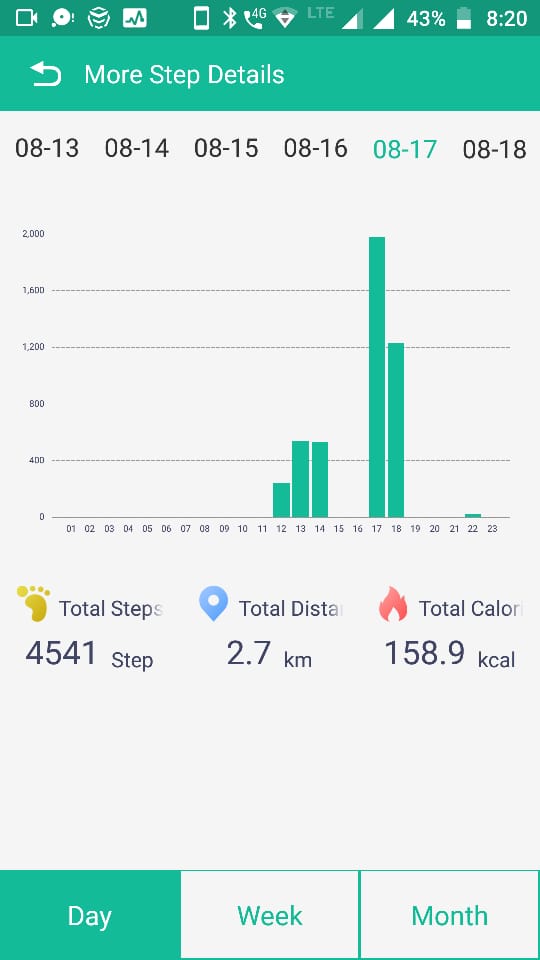 4G LTE 43% 8:20
More Step Details
08-13 08-14 08-15 08-16 08-17 08-18
2,000
1,600
1,200
800
400
0
01 02 03 04 05 06 07 08 09 10 11 12 13 14 15 16 17 18 19 20 21 22 23
Total Steps Total Distan Total Calori
4541 Step 2.7 km 158.9 kcal
Day Week Month